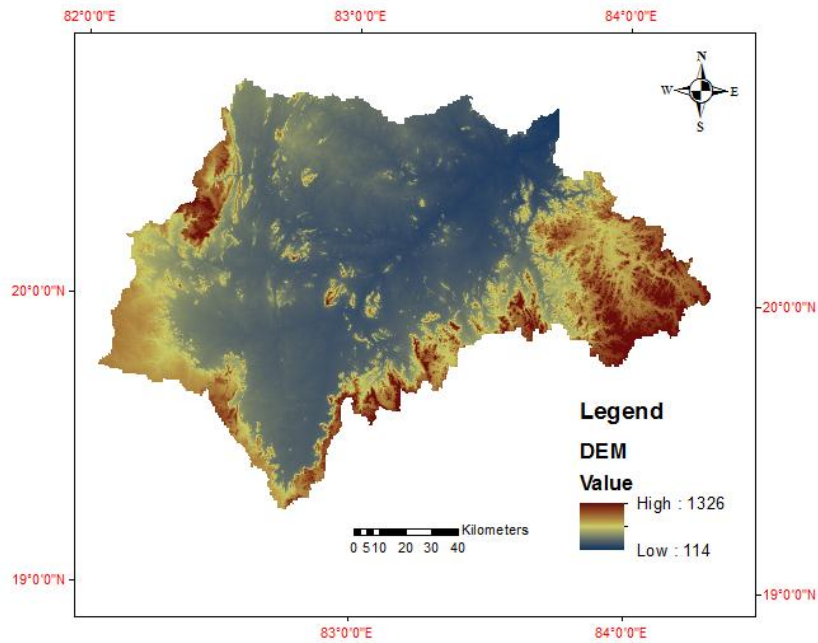 82°0'0"E 83°0'0"E 84°0'0"E
N
W E
S
20°0'0"N 20°0'0"N
Legend
DEM
Value
High : 1326
Low : 114
Kilometers
0 5 10 20 30 40
19°0'0"N 19°0'0"N
83°0'0"E 84°0'0"E